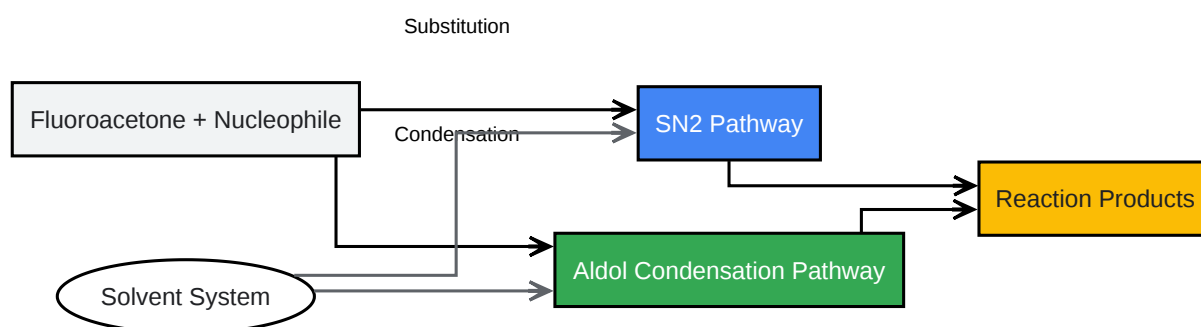 Substitution
Fluoroacetone + Nucleophile
SN2 Pathway
Condensation
Reaction Products
Aldol Condensation Pathway
Solvent System